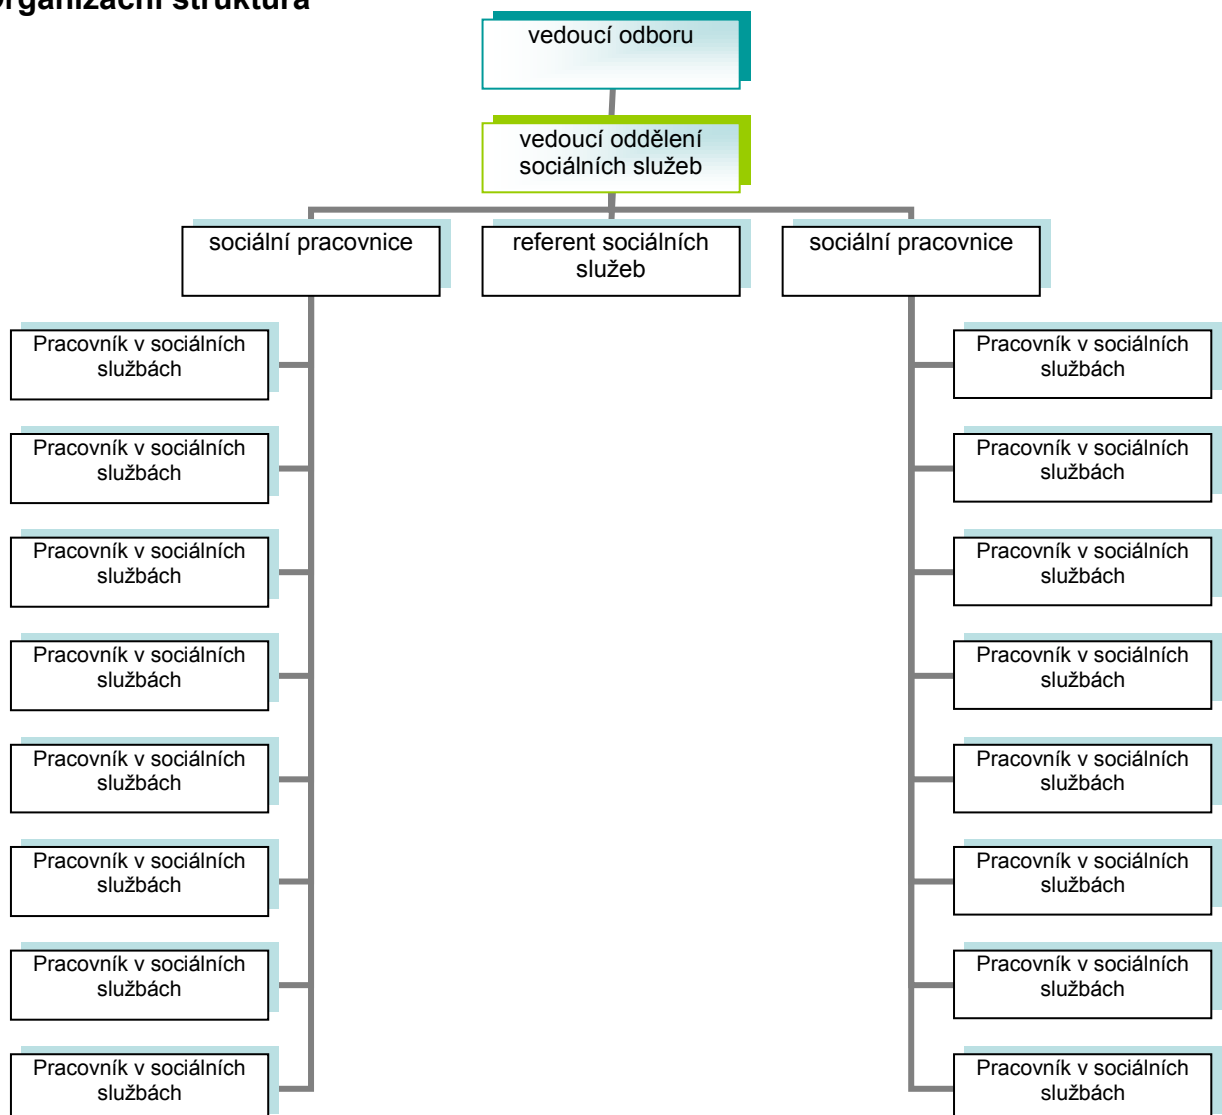 Organizační struktura
vedoucí odboru
vedoucí oddělení
sociálních služeb
sociální pracovnice
referent sociálních
služeb
sociální pracovnice
Pracovník v sociálních
službách
Pracovník v sociálních
službách
Pracovník v sociálních
službách
Pracovník v sociálních
službách
Pracovník v sociálních
službách
Pracovník v sociálních
službách
Pracovník v sociálních
službách
Pracovník v sociálních
službách
Pracovník v sociálních
službách
Pracovník v sociálních
službách
Pracovník v sociálních
službách
Pracovník v sociálních
službách
Pracovník v sociálních
službách
Pracovník v sociálních
službách
Pracovník v sociálních
službách
Pracovník v sociálních
službách